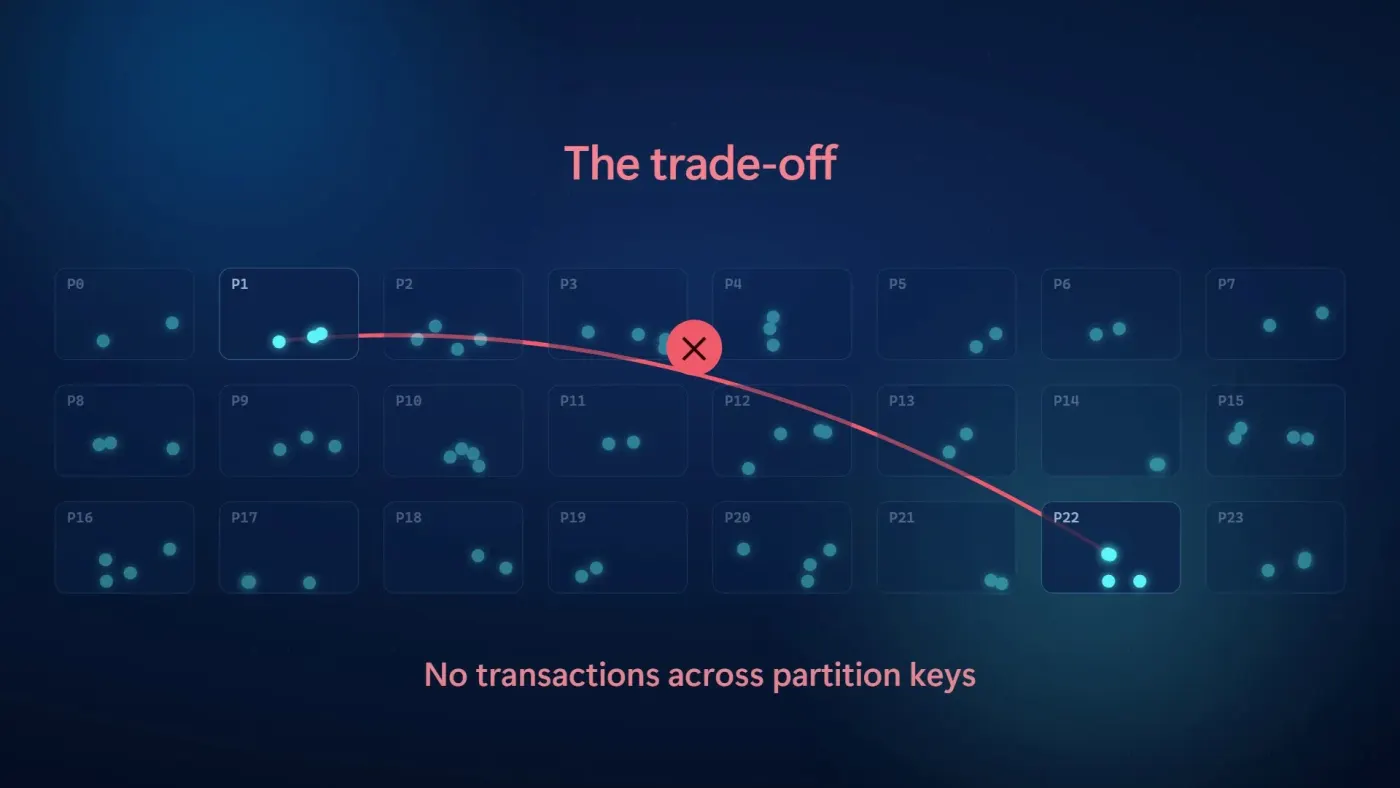 The trade-off
P0
P1
P2
P3
P4
P5
P6
P7
P8
P9
P10
P11
P12
P13
P14
P15
P16
P17
P18
P19
P20
P21
P22
P23
No transactions across partition keys